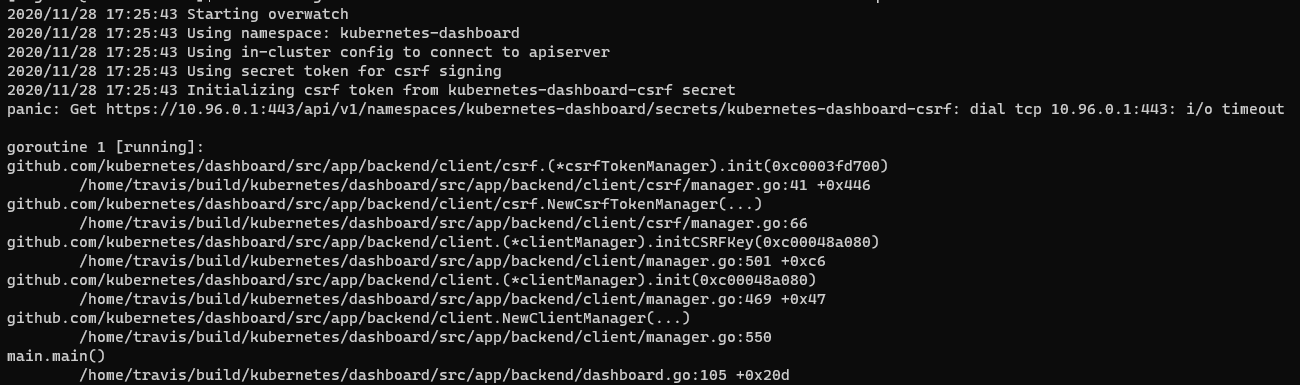 2020/11/28 17:25:43 Starting overwatch
2020/11/28 17:25:43 Using namespace: kubernetes-dashboard
2020/11/28 17:25:43 Using in-cluster config to connect to apiserver
2020/11/28 17:25:43 Using secret token for csrf signing
2020/11/28 17:25:43 Initializing csrf token from kubernetes-dashboard-csrf secret
panic: Get https://10.96.0.1:443/api/v1/namespaces/kubernetes-dashboard/secrets/kubernetes-dashboard-csrf: dial tcp 10.96.0.1:443: i/o timeout
goroutine 1 [running]:
github.com/kubernetes/dashboard/src/app/backend/client/csrf.(*csrfTokenManager).init(0xc0003fd700)
/home/travis/build/kubernetes/dashboard/src/app/backend/client/csrf/manager.go:41 +0x446
github.com/kubernetes/dashboard/src/app/backend/client/csrf.NewCsrfTokenManager(...)
/home/travis/build/kubernetes/dashboard/src/app/backend/client/csrf/manager.go:66
github.com/kubernetes/dashboard/src/app/backend/client.(*clientManager).initCSRFKey(0xc00048a080)
/home/travis/build/kubernetes/dashboard/src/app/backend/client/manager.go:501 +0xc6
github.com/kubernetes/dashboard/src/app/backend/client.(*clientManager).init(0xc00048a080)
/home/travis/build/kubernetes/dashboard/src/app/backend/client/manager.go:469 +0x47
github.com/kubernetes/dashboard/src/app/backend/client.NewClientManager(...)
/home/travis/build/kubernetes/dashboard/src/app/backend/client/manager.go:550
main.main()
/home/travis/build/kubernetes/dashboard/src/app/backend/dashboard.go:105 +0x20d